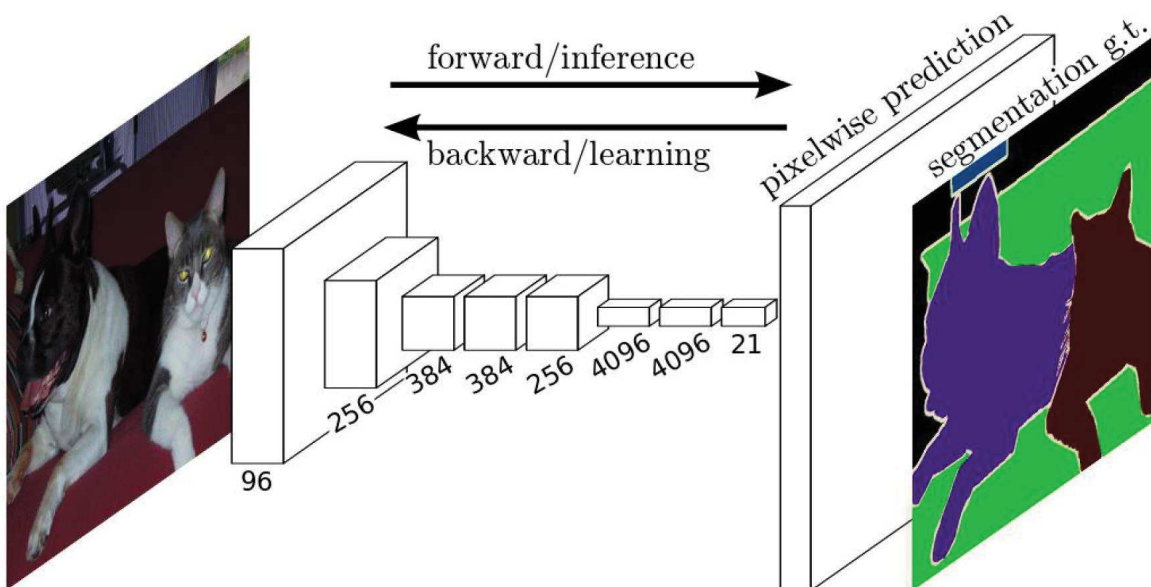 forward/inference
backward/learning
pixelwise prediction
segmentation g.t.
96
256
384
384
256
4096
4096
21